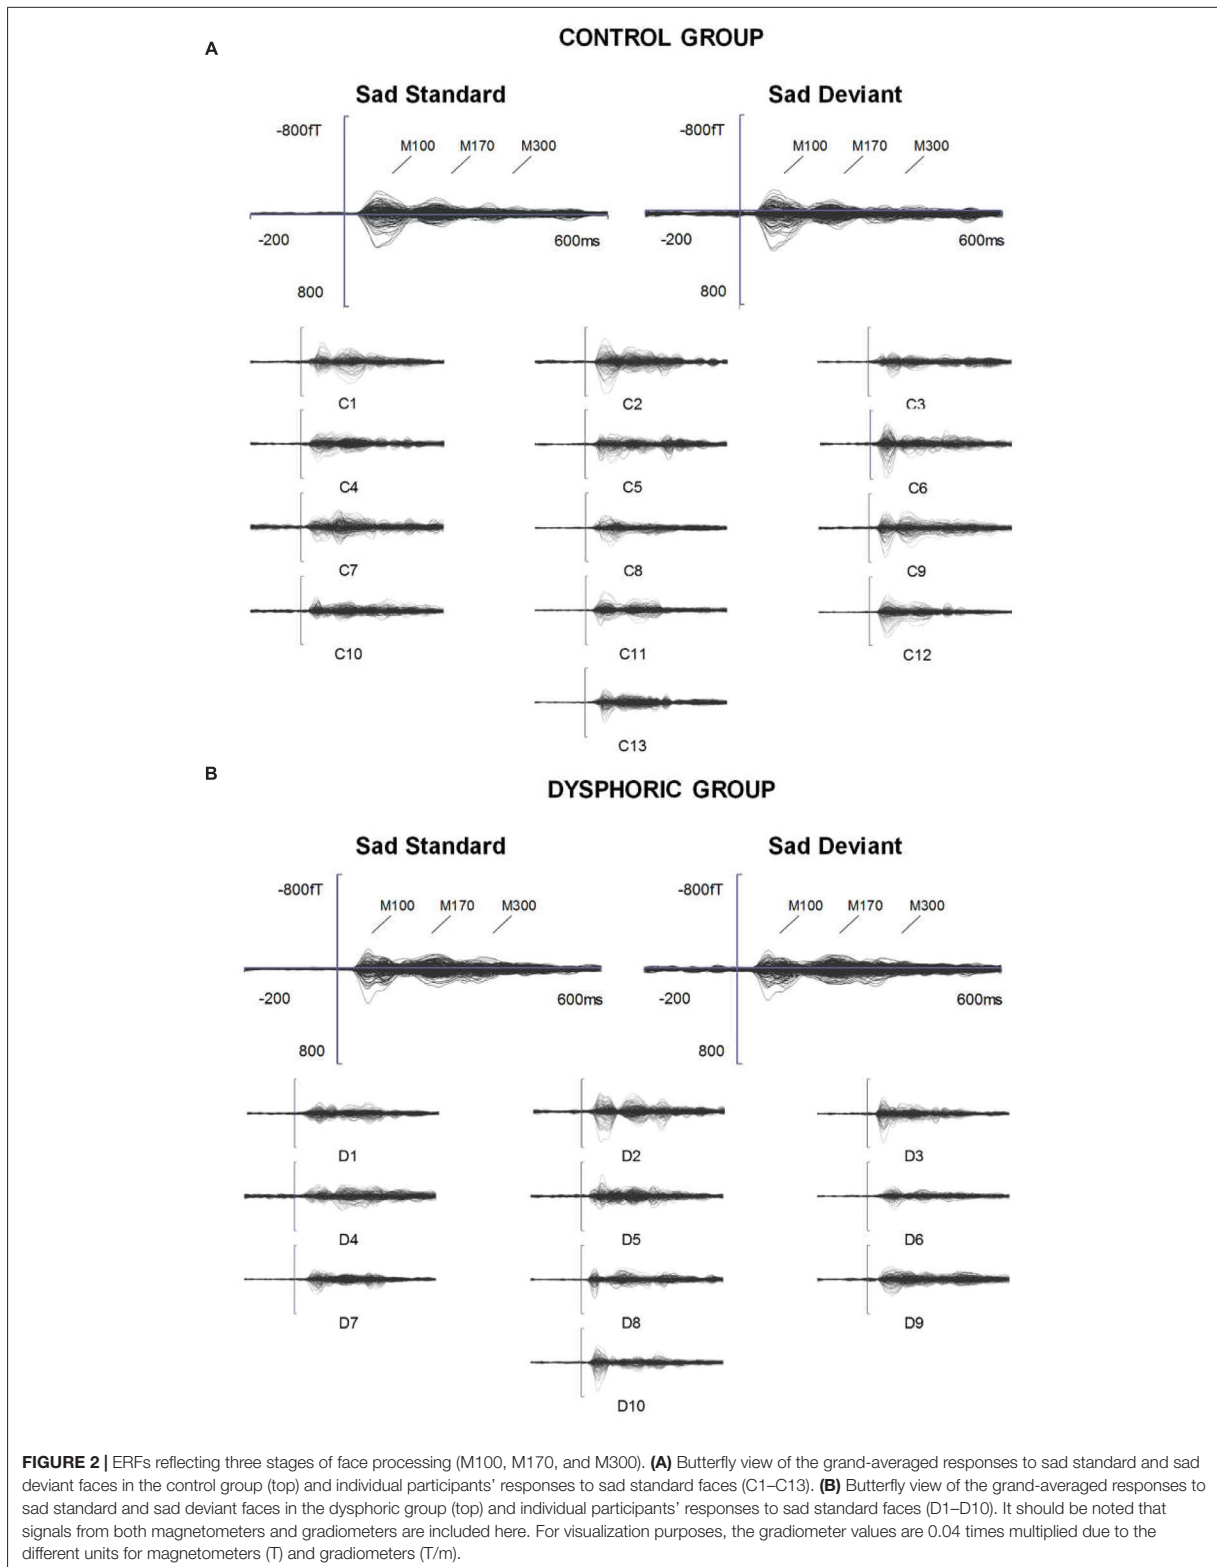 A
CONTROL GROUP
Sad Standard
Sad Deviant
-800fT
M100 M170 M300
-200
600ms
800
-800fT
M100 M170 M300
-200
600ms
800
C1
C2
C3
C4
C5
C6
C7
C8
C9
C10
C11
C12
C13
B
DYSPHORIC GROUP
Sad Standard
Sad Deviant
-800fT
M100 M170 M300
-200
600ms
800
-800fT
M100 M170 M300
-200
600ms
800
D1
D2
D3
D4
D5
D6
D7
D8
D9
D10
FIGURE 2 | ERFs reflecting three stages of face processing (M100, M170, and M300). (A) Butterfly view of the grand-averaged responses to sad standard and sad
deviant faces in the control group (top) and individual participants' responses to sad standard faces (C1–C13). (B) Butterfly view of the grand-averaged responses to
sad standard and sad deviant faces in the dysphoric group (top) and individual participants' responses to sad standard faces (D1–D10). It should be noted that
signals from both magnetometers and gradiometers are included here. For visualization purposes, the gradiometer values are 0.04 times multiplied due to the
different units for magnetometers (T) and gradiometers (T/m).